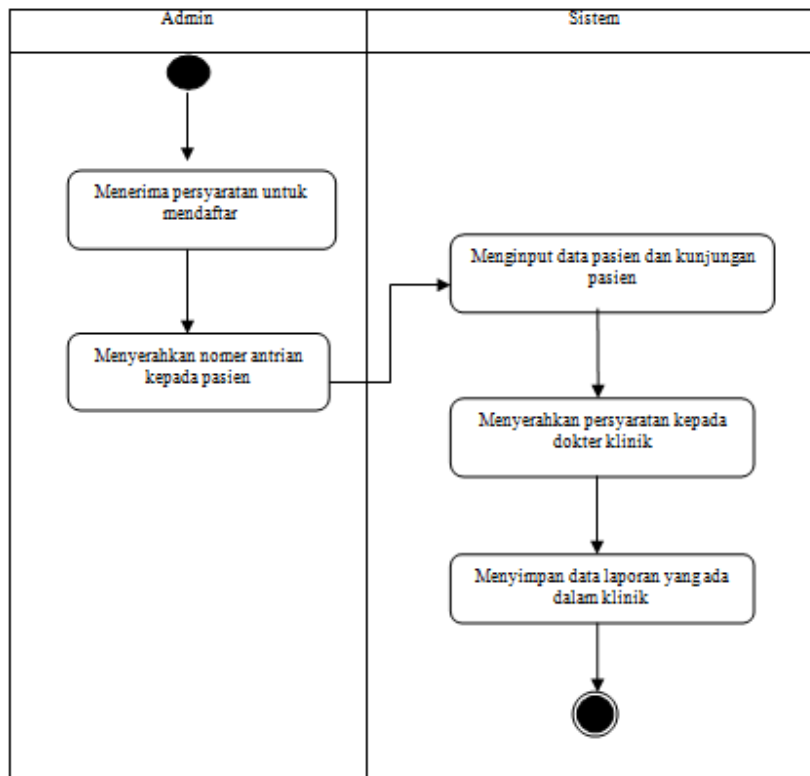 Admin
Sistem
Menerima persyaratan untuk
mendaftar
Menyerahkan nomer antrian
kepada pasien
Menginput data pasien dan kunjungan
pasien
Menyerahkan persyaratan kepada
dokter klinik
Menyimpan data laporan yang ada
dalam klinik